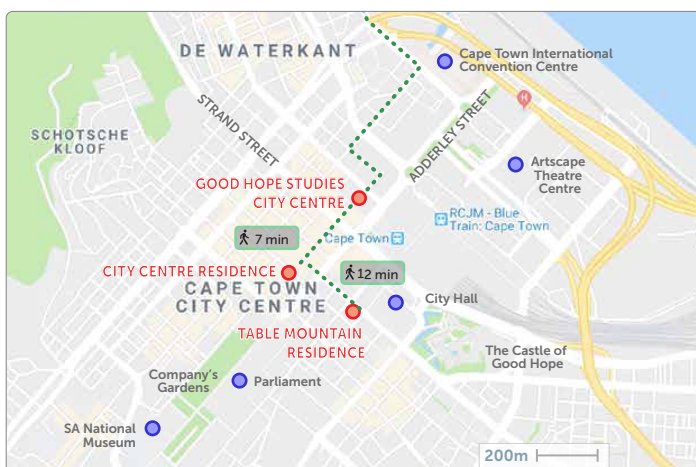 DE WATERKANT
Cape Town International
Convention Centre
STRAND STREET
ADDERLEY STREET
H
SCHOTSCHE
KLOOF
Artscape
Theatre
Centre
GOOD HOPE STUDIES
CITY CENTRE
RCJM - Blue
Train: Cape Town
7 min
Cape Town
CITY CENTRE RESIDENCE
12 min
CAPE TOWN
CITY CENTRE
City Hall
TABLE MOUNTAIN
RESIDENCE
The Castle of
Good Hope
Company's
Gardens
Parliament
SA National
Museum
200m